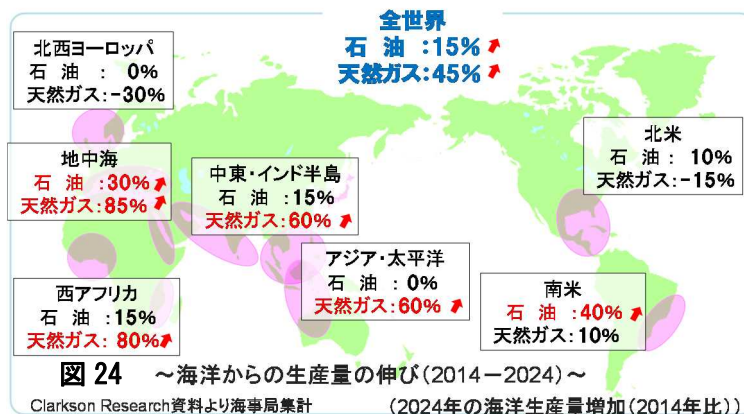 全世界
石 油 :15%
天然ガス:45%
北西ヨーロッパ
石 油 : 0%
天然ガス:-30%
地中海
石 油 :30%
天然ガス:85%
中東・インド半島
石 油 :15%
天然ガス:60%
北米
石 油 : 10%
天然ガス:-15%
アジア・太平洋
石 油 : 0%
天然ガス:60%
西アフリカ
石 油 :15%
天然ガス:80%
南米
石 油 :40%
天然ガス:10%
図 24 ~海洋からの生産量の伸び(2014-2024)~
Clarkson Research資料より海事局集計
(2024年の海洋生産量増加(2014年比))